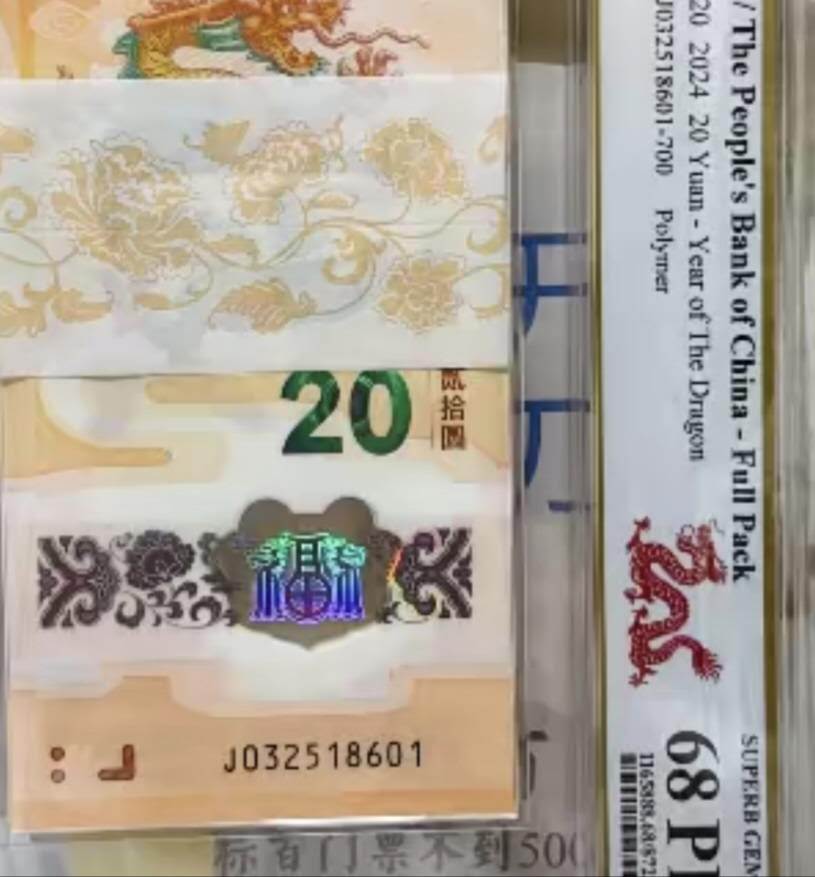 20
贰拾圆
J032518601
标百门票不到500
/ The People's Bank of China - Full Pack
20 2024 20 Yuan - Year of The Dragon
J032518601-700 Polymer
SUPERB GEM
68 P